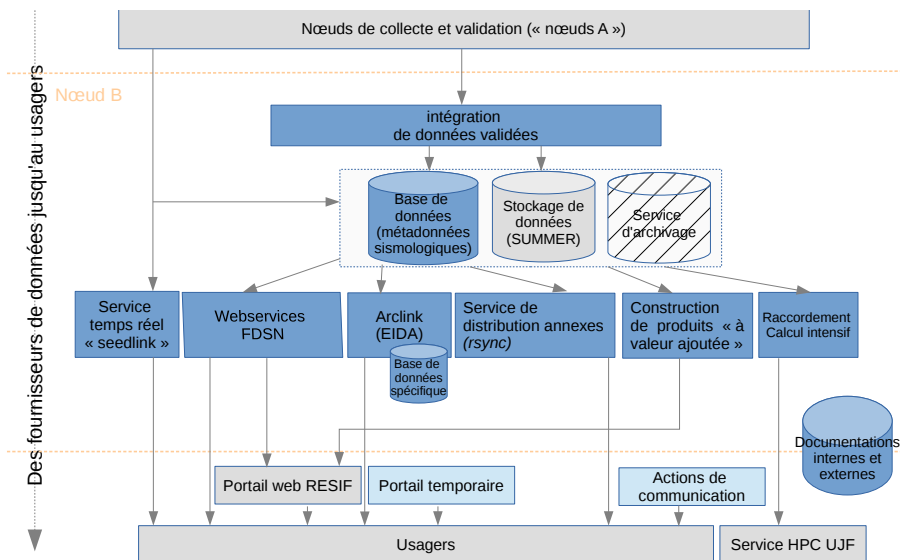 Nœuds de collecte et validation (« nœuds A »)
Des fournisseurs de données jusqu'au usagers
Nœud B
intégration
de données validées
Base de
données
(métadonnées
sismologiques)
Stockage de
données
(SUMMER)
Service
d'archivage
Service
temps réel
« seedlink »
Webservices
FDSN
Arclink
(EIDA)
Base de
données
spécifique
Service de
distribution annexes
(rsync)
Construction
de produits « à
valeur ajoutée »
Raccordement
Calcul intensif
Documentations
internes et
externes
Portail web RESIF
Portail temporaire
Actions de
communication
Usagers
Service HPC UJF